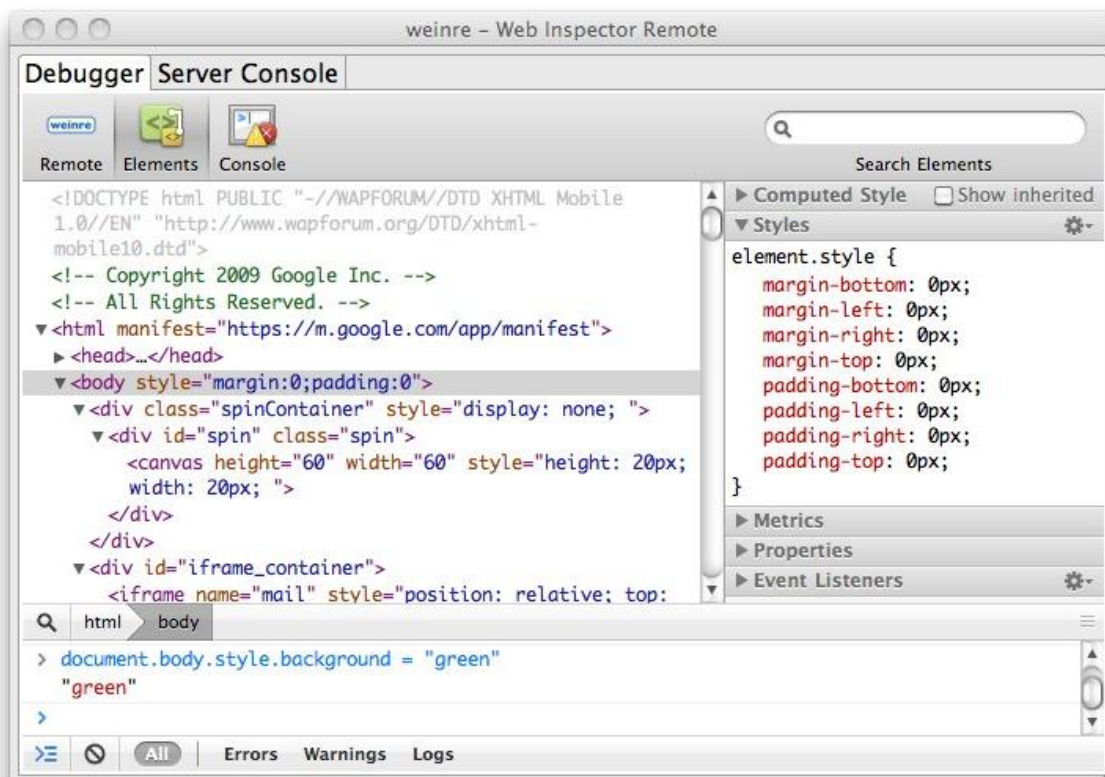 weinre – Web Inspector Remote
Debugger Server Console
weinre
Remote Elements Console
Search Elements
<!DOCTYPE html PUBLIC "-//WAPFORUM//DTD XHTML Mobile
1.0//EN" "http://www.wapforum.org/DTD/xhtml-
mobile10.dtd">
<!-- Copyright 2009 Google Inc. -->
<!-- All Rights Reserved. -->
▼<html manifest="https://m.google.com/app/manifest">
▶<head>…</head>
▼<body style="margin:0;padding:0">
▼<div class="spinContainer" style="display: none; ">
▼<div id="spin" class="spin">
<canvas height="60" width="60" style="height: 20px;
width: 20px; ">
</div>
</div>
▼<div id="iframe_container">
<iframe name="mail" style="position: relative; top:
▶ Computed Style Show inherited
▼ Styles
element.style {
margin-bottom: 0px;
margin-left: 0px;
margin-right: 0px;
margin-top: 0px;
padding-bottom: 0px;
padding-left: 0px;
padding-right: 0px;
padding-top: 0px;
}
▶ Metrics
▶ Properties
▶ Event Listeners
html body
> document.body.style.background = "green"
"green"
>
All Errors Warnings Logs